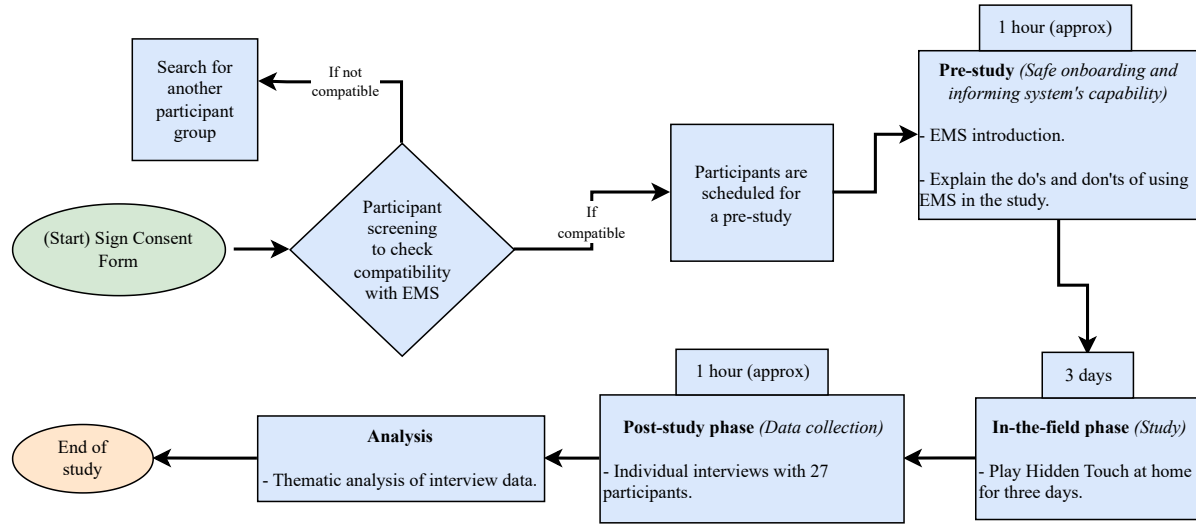 (Start) Sign Consent
Form
Participant
screening
to check
compatibility
with EMS
If not
compatible
Search for
another
participant
group
If
compatible
Participants are
scheduled for
a pre-study
1 hour (approx)
Pre-study (Safe onboarding and
informing system's capability)
- EMS introduction.
- Explain the do's and don'ts of using
EMS in the study.
3 days
In-the-field phase (Study)
- Play Hidden Touch at home
for three days.
1 hour (approx)
Post-study phase (Data collection)
- Individual interviews with 27
participants.
Analysis
- Thematic analysis of interview data.
End of
study